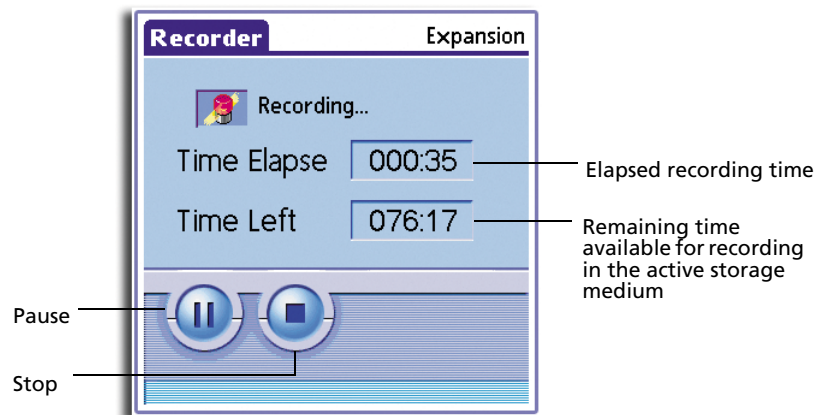 Recorder
Expansion
Recording...
Time Elapse 000:35
Elapsed recording time
Time Left 076:17
Remaining time
available for recording
in the active storage
medium
Pause
Stop